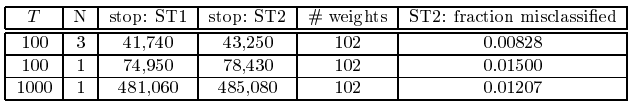 T N stop: ST1 stop: ST2 # weights ST2: fraction misclassified
100 3 41,740 43,250 102 0.00828
100 1 74,950 78,430 102 0.01500
1000 1 481,060 485,080 102 0.01207